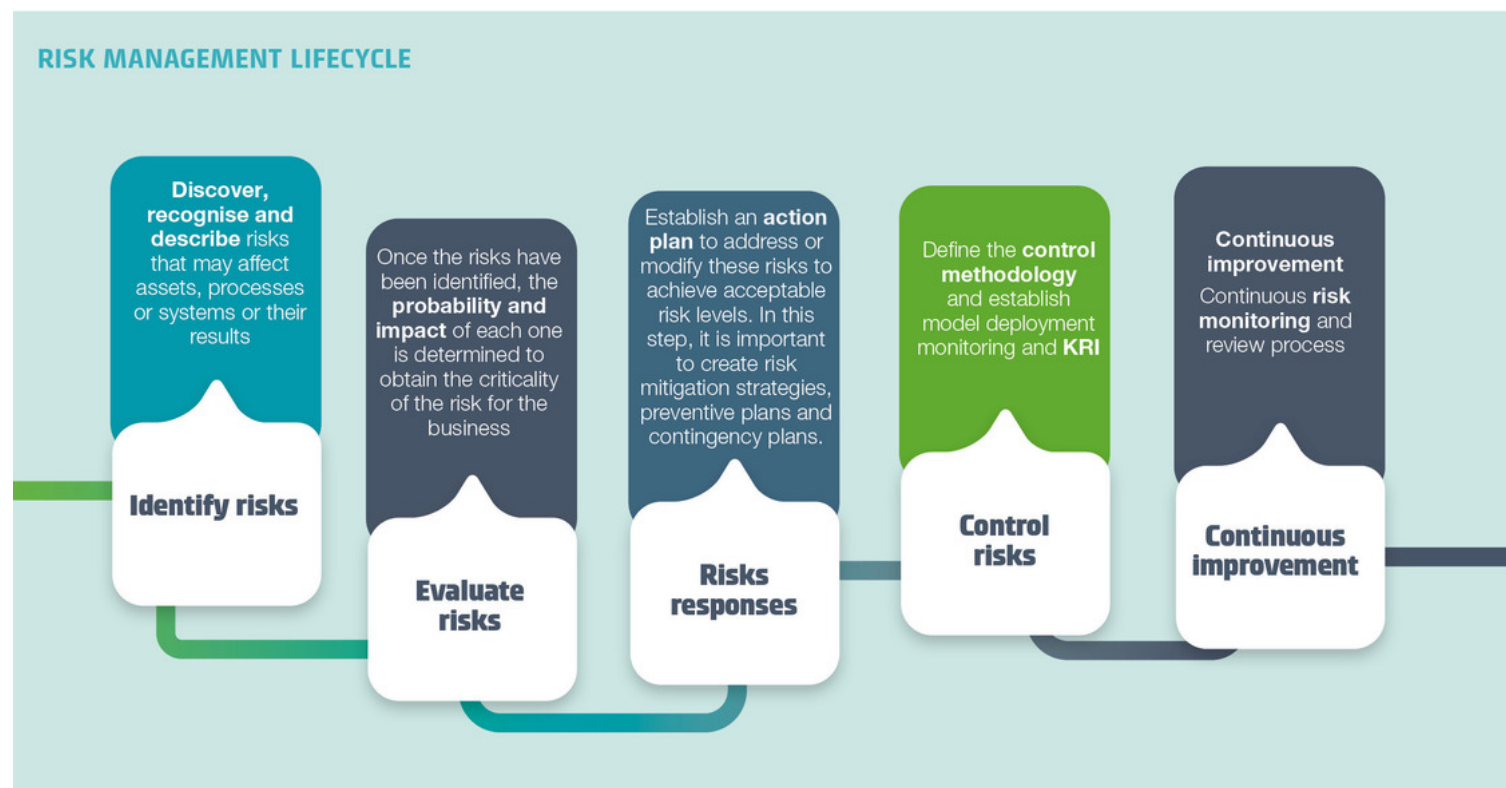 RISK MANAGEMENT LIFECYCLE
Discover,
recognise and
describe risks
that may affect
assets, processes
or systems or their
results
Identify risks
Once the risks have
been identified, the
probability and
impact of each one
is determined to
obtain the criticality
of the risk for the
business
Evaluate
risks
Establish an action
plan to address or
modify these risks to
achieve acceptable
risk levels. In this
step, it is important
to create risk
mitigation strategies,
preventive plans and
contingency plans.
Risks
responses
Define the control
methodology
and establish
model deployment
monitoring and KRI
Control
risks
Continuous
improvement
Continuous risk
monitoring and
review process
Continuous
improvement